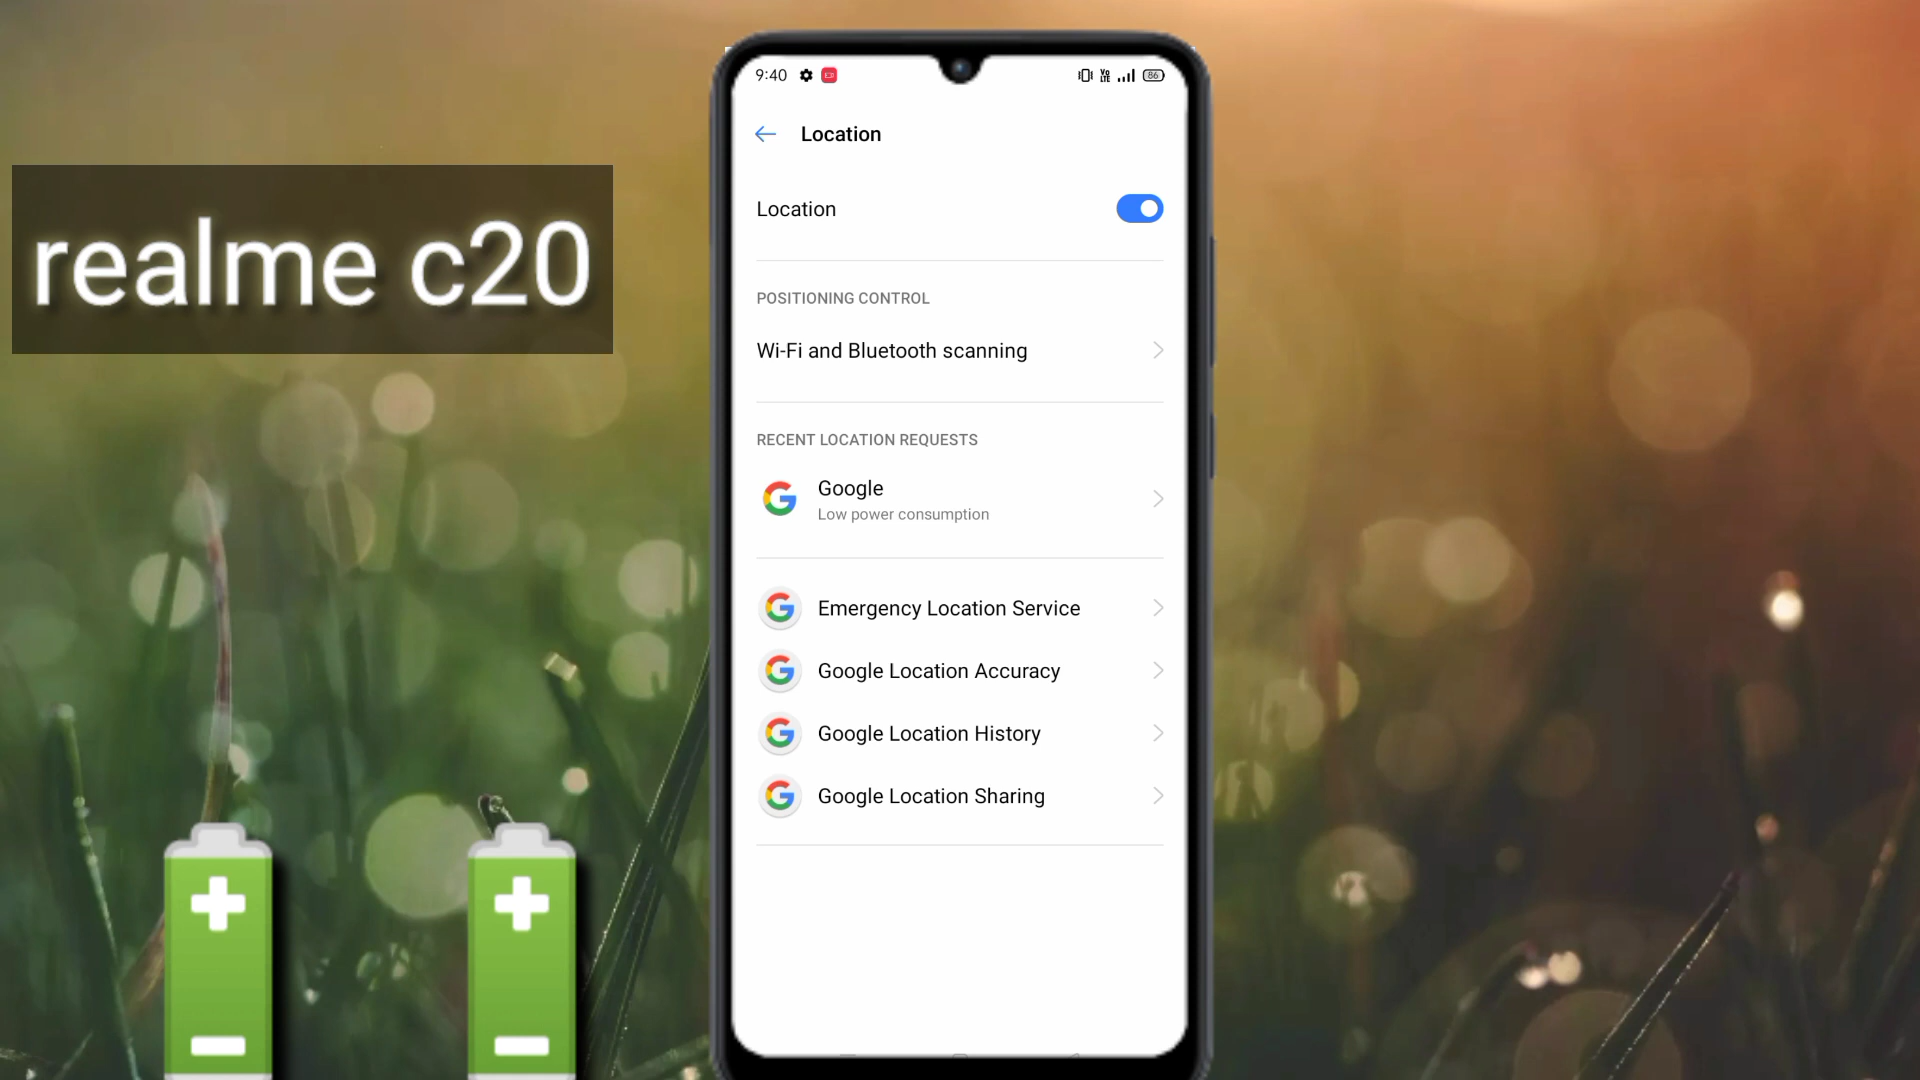 realme c20
9:40
86
Location
Location
POSITIONING CONTROL
Wi-Fi and Bluetooth scanning
RECENT LOCATION REQUESTS
Google
Low power consumption
Emergency Location Service
Google Location Accuracy
Google Location History
Google Location Sharing